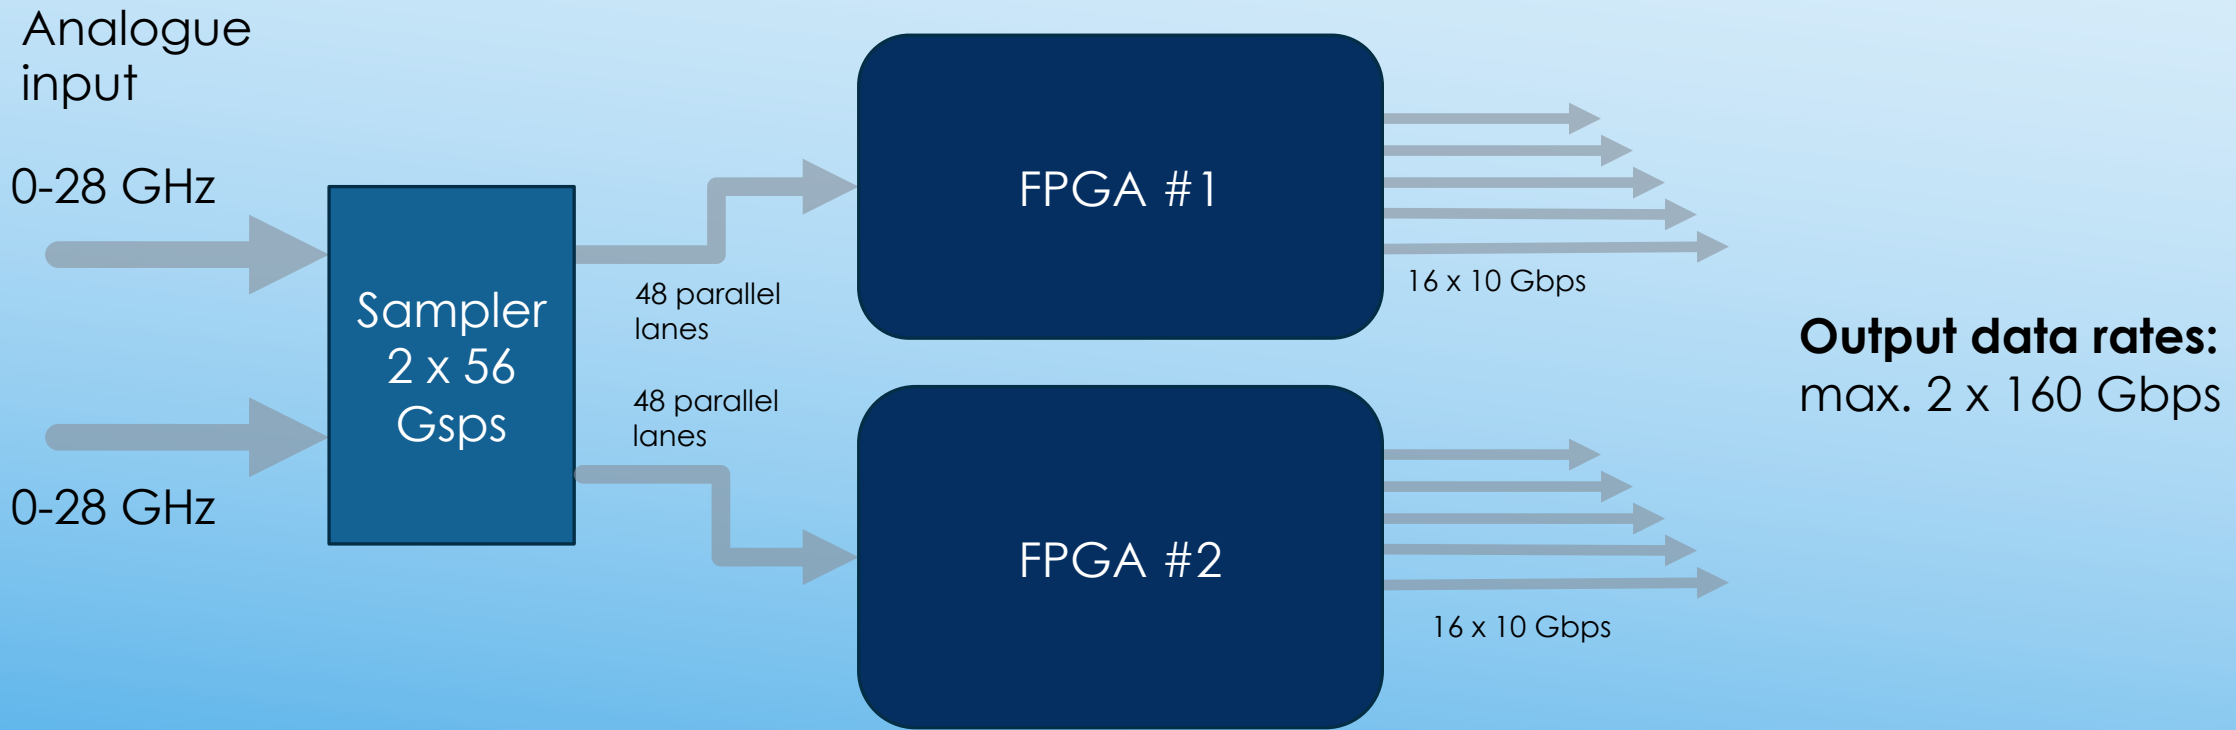 Analogue
input
0-28 GHz
0-28 GHz
Sampler
2 x 56
Gsps
48 parallel
lanes
48 parallel
lanes
FPGA #1
FPGA #2
16 x 10 Gbps
16 x 10 Gbps
Output data rates:
max. 2 x 160 Gbps